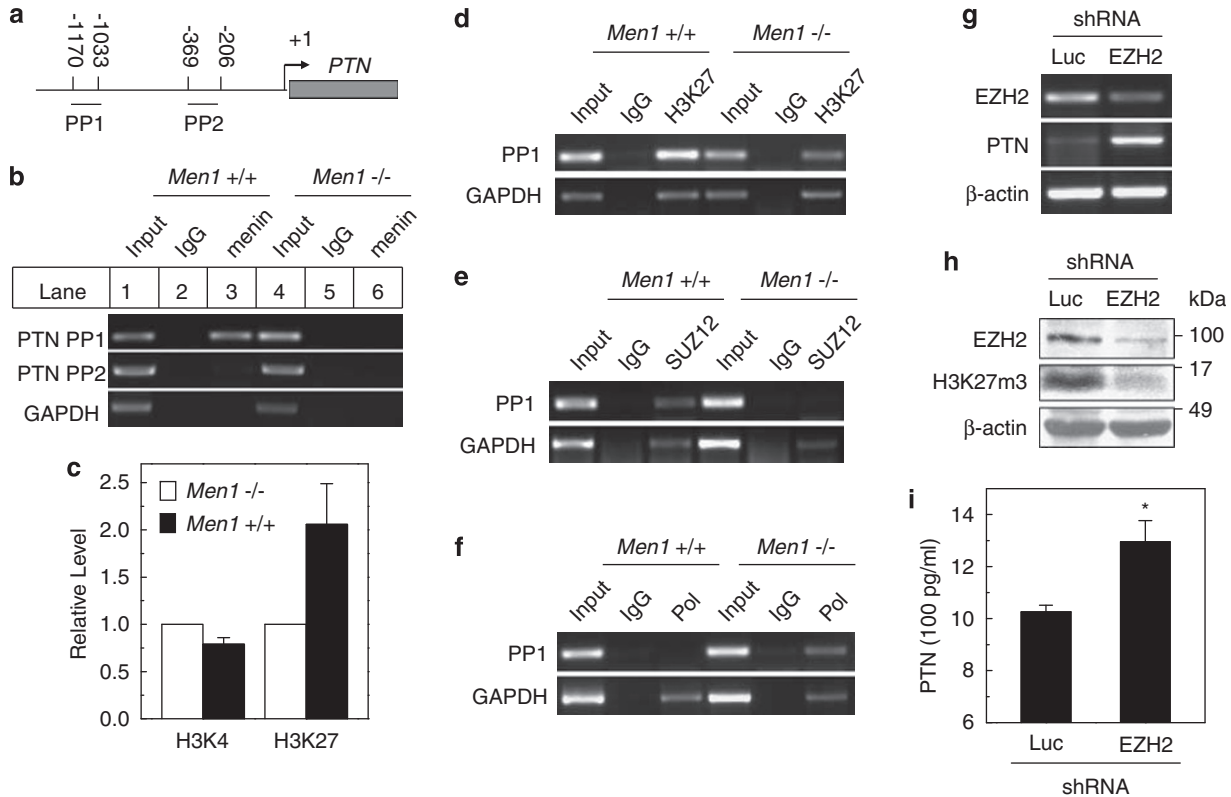 a
-1170
-1033
-369
-206
+1
PTN
PP1
PP2
b
Men1 +/+
Men1 -/-
Input
IgG
menin
Input
IgG
menin
Lane 1 2 3 4 5 6
PTN PP1
PTN PP2
GAPDH
c
2.5
2.0
1.5
1.0
0.5
0.0
Relative Level
Men1 -/-
Men1 +/+
H3K4
H3K27
d
Men1 +/+
Men1 -/-
Input
IgG
H3K27
Input
IgG
H3K27
PP1
GAPDH
e
Men1 +/+
Men1 -/-
Input
IgG
SUZ12
Input
IgG
SUZ12
PP1
GAPDH
f
Men1 +/+
Men1 -/-
Input
IgG
Pol
Input
IgG
Pol
PP1
GAPDH
g
shRNA
Luc EZH2
EZH2
PTN
β-actin
h
shRNA
Luc EZH2 kDa
EZH2
100
17
H3K27m3
49
β-actin
i
14
12
10
8
6
PTN (100 pg/ml)
*
Luc
EZH2
shRNA